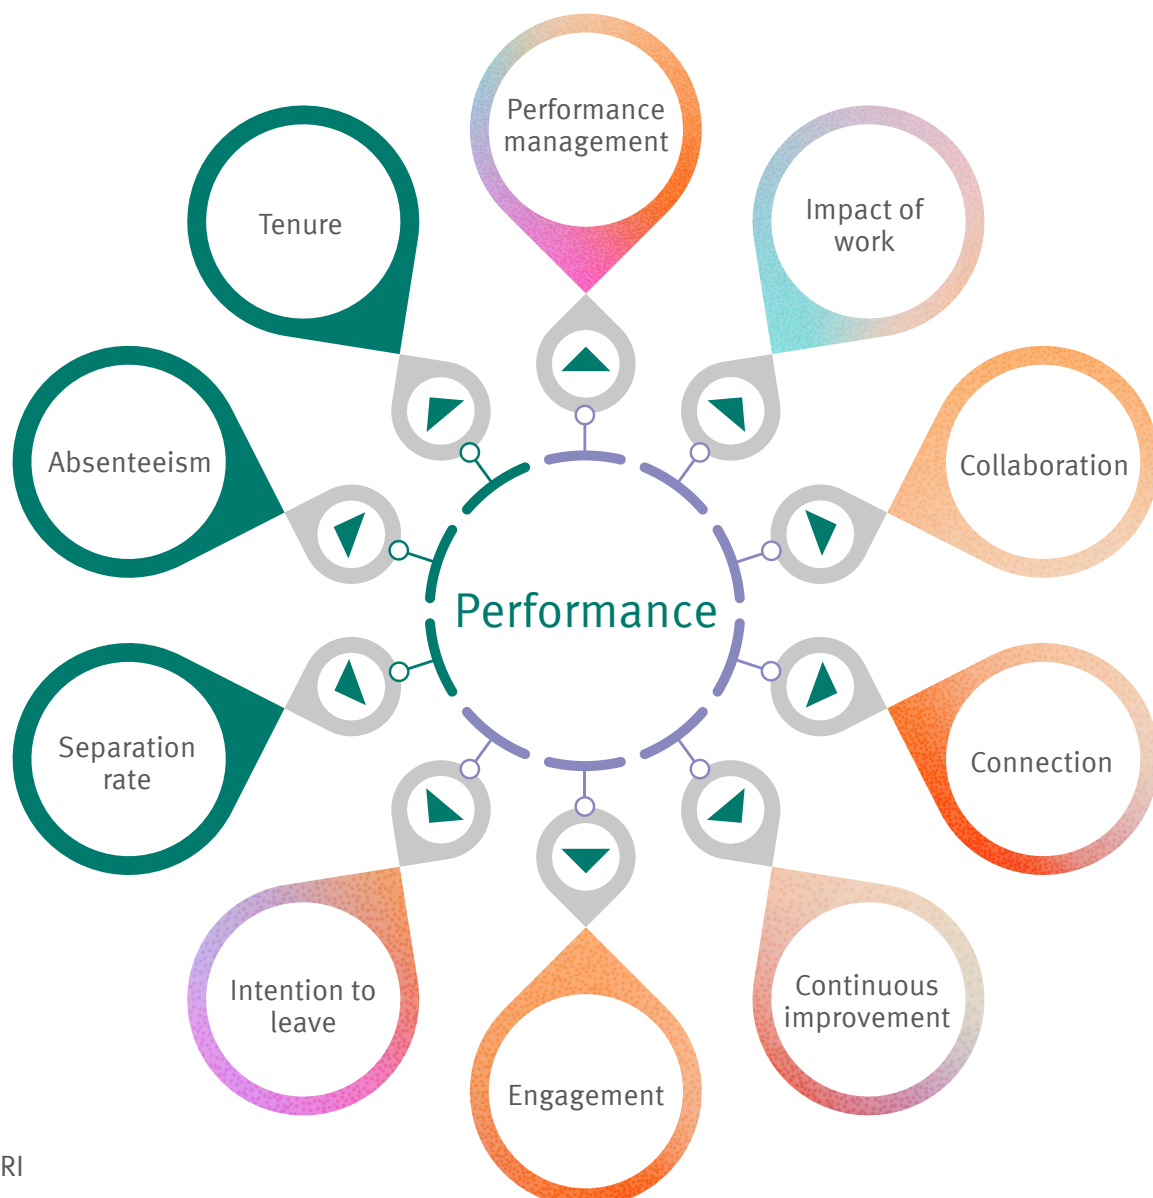 Performance
management
Impact of
work
Tenure
Absenteeism
Collaboration
Performance
Separation
rate
Connection
Intention to
leave
Continuous
improvement
Engagement
RI